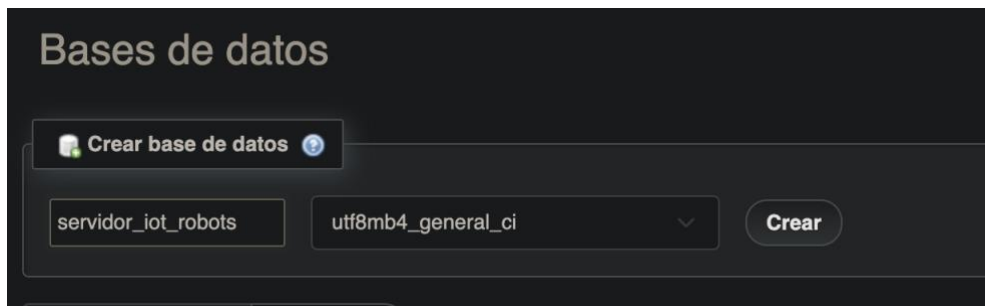 Bases de datos
Crear base de datos
servidor_iot_robots utf8mb4_general_ci Crear